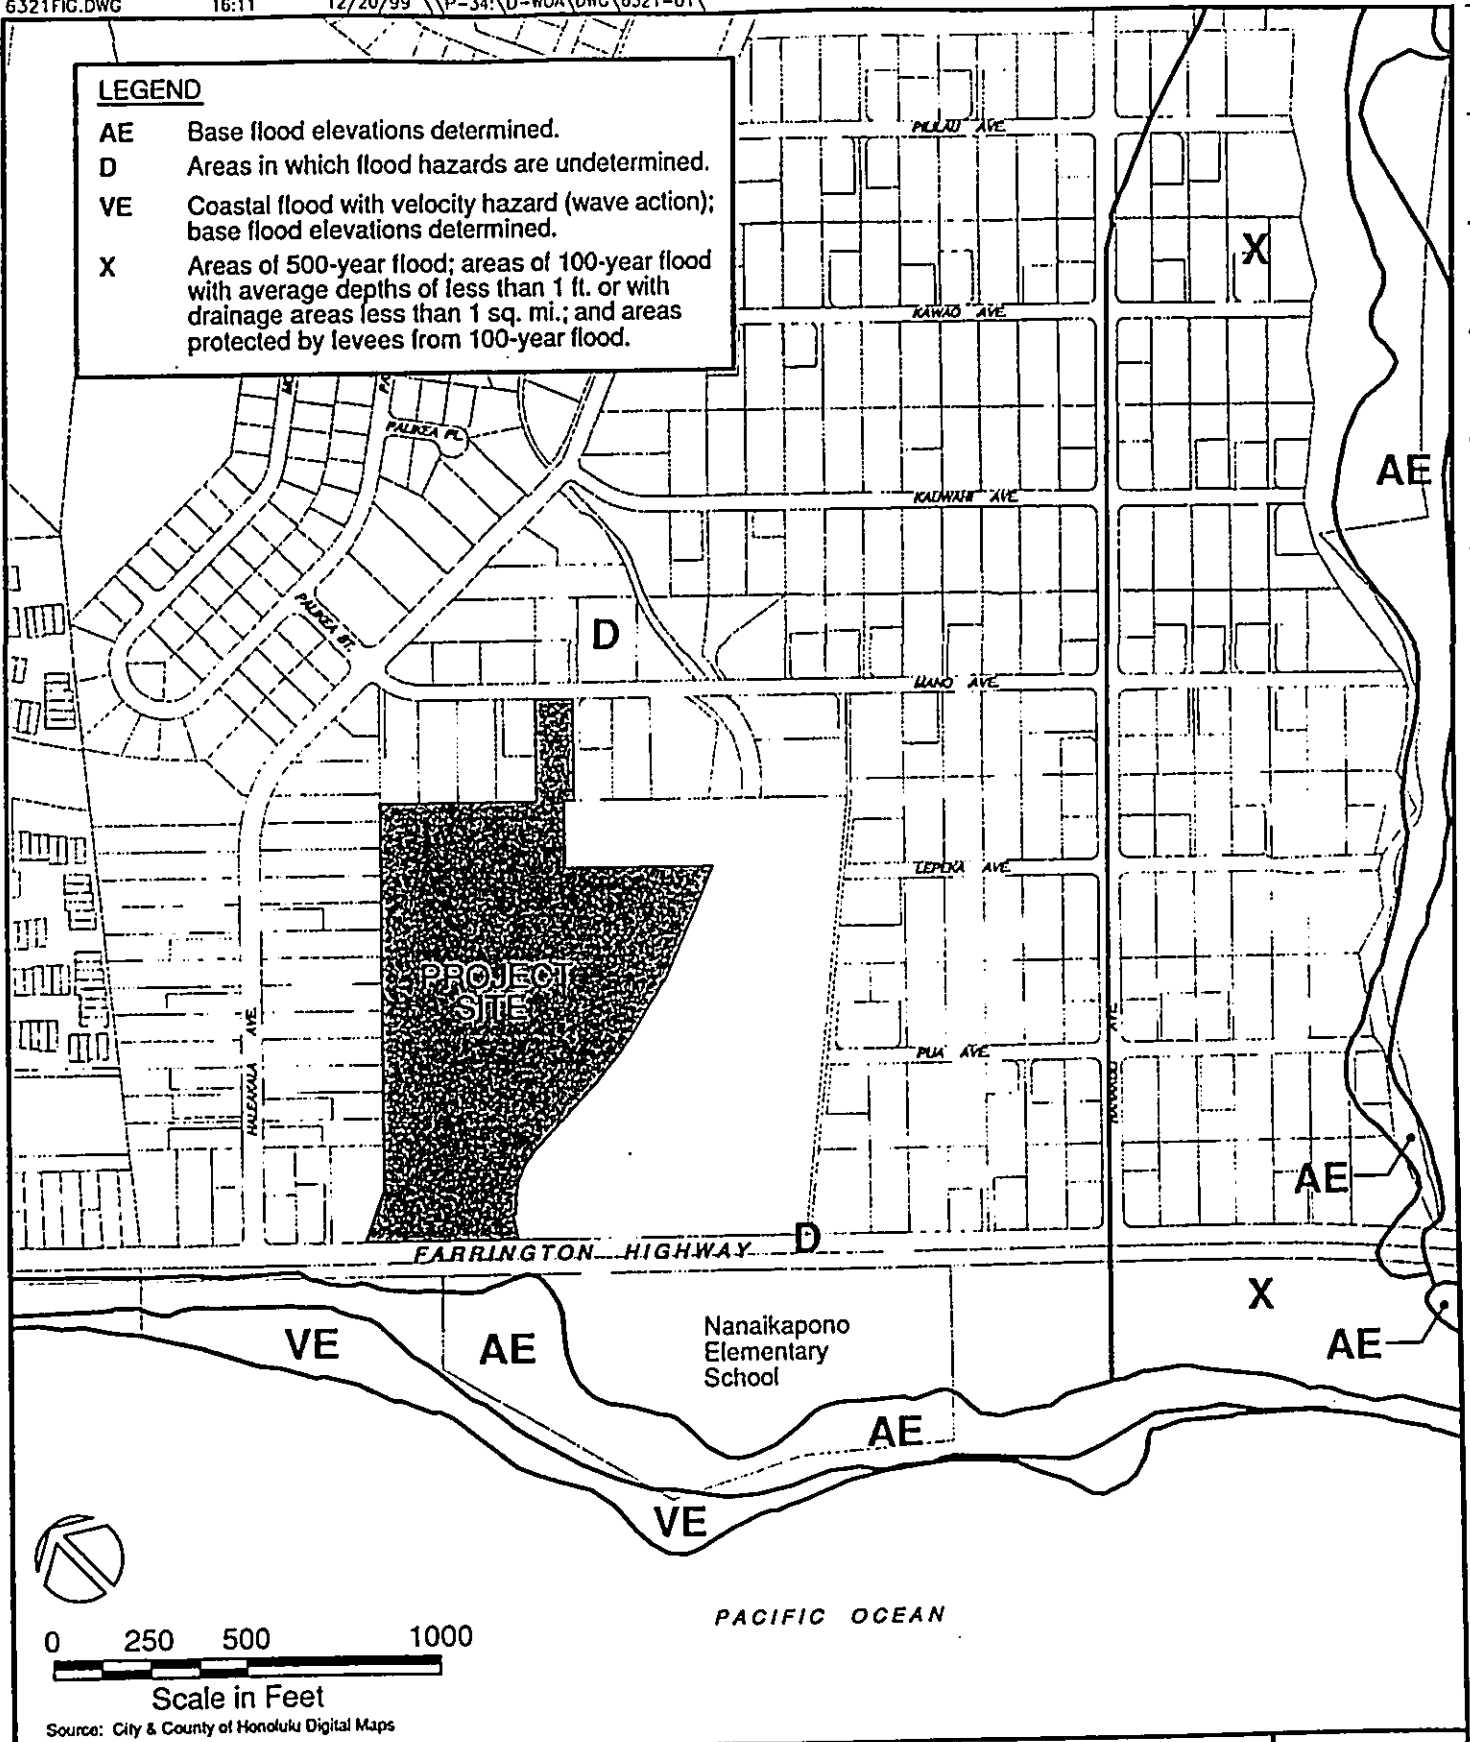 6321FIG.DWG 16:11 12/20/99
LEGEND
AE Base flood elevations determined.
D Areas in which flood hazards are undetermined.
VE Coastal flood with velocity hazard (wave action);
base flood elevations determined.
X Areas of 500-year flood; areas of 100-year flood
with average depths of less than 1 ft. or with
drainage areas less than 1 sq. mi.; and areas
protected by levees from 100-year flood.
PILILAU AVE.
X
KAWAO AVE.
PALIKEA PL.
AE
KAUWAHI AVE.
PALIKEA ST.
D
MANO AVE.
LEPEKA AVE.
PROJECT
SITE
HALEAKALA AVE.
PUA AVE.
NANAKULI AVE.
AE
D
FARRINGTON HIGHWAY
X
VE
AE
Nanaikapono
Elementary
School
AE
AE
VE
PACIFIC OCEAN
0 250 500 1000
Scale in Feet
Source: City & County of Honolulu Digital Maps